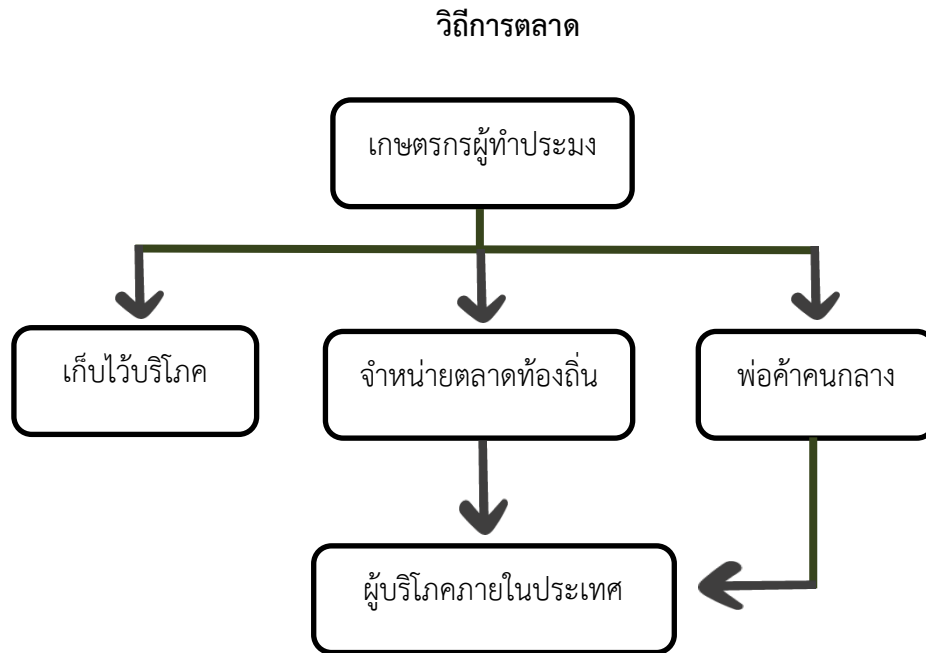 วิถีการตลาด
เกษตรกรผู้ทำประมง
เก็บไว้บริโภค
จำหน่ายตลาดท้องถิ่น
พ่อค้าคนกลาง
ผู้บริโภคภายในประเทศ